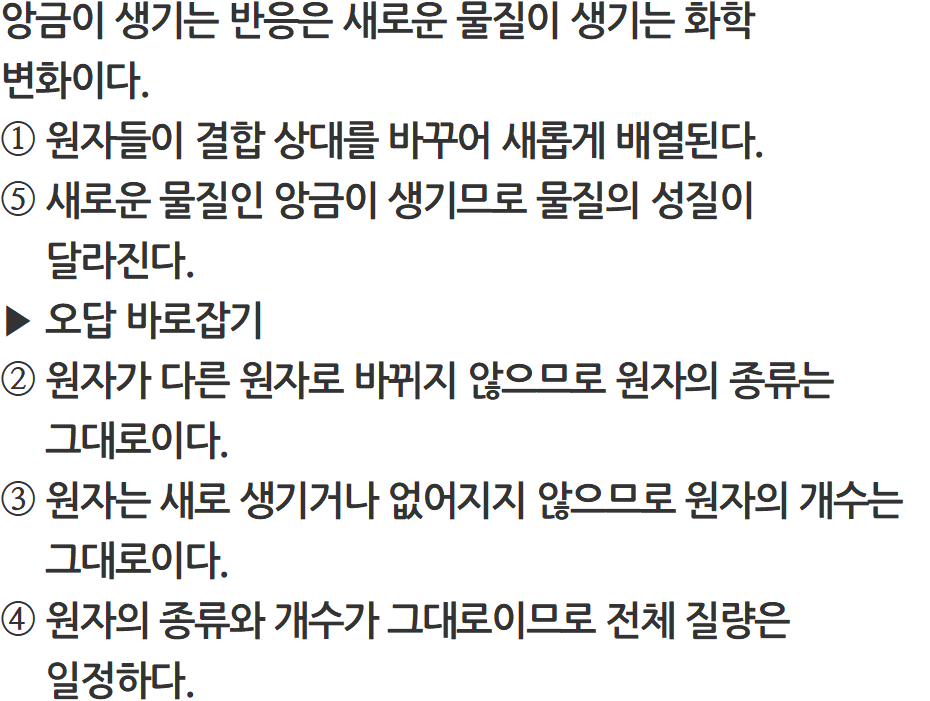 앙금이 생기는 반응은 새로운 물질이 생기는 화학
변화이다.
① 원자들이 결합 상대를 바꾸어 새롭게 배열된다.
⑤ 새로운 물질인 앙금이 생기므로 물질의 성질이
달라진다.
▶ 오답 바로잡기
② 원자가 다른 원자로 바뀌지 않으므로 원자의 종류는
그대로이다.
③ 원자는 새로 생기거나 없어지지 않으므로 원자의 개수는
그대로이다.
④ 원자의 종류와 개수가 그대로이므로 전체 질량은
일정하다.